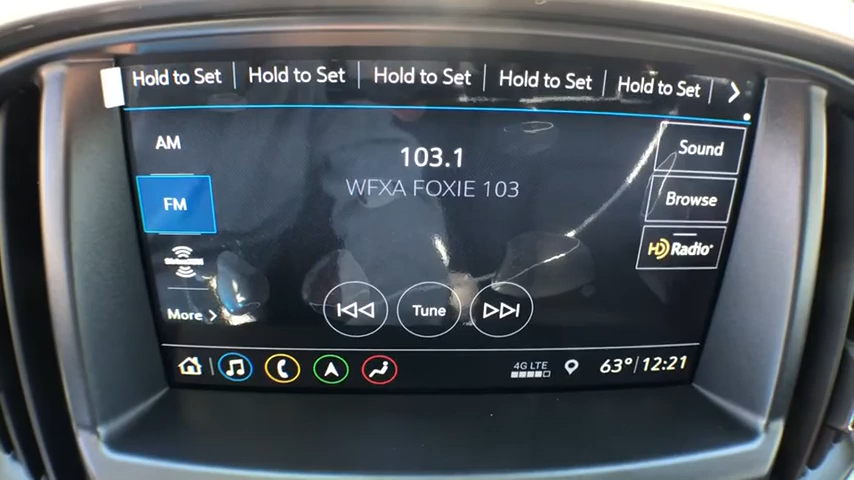 Hold to Set Hold to Set Hold to Set Hold to Set Hold to Set
AM
103.1
Sound
WFXA FOXIE 103
FM
Browse
HD Radio
SiriusXM
More
Tune
4G LTE
63° 12:21